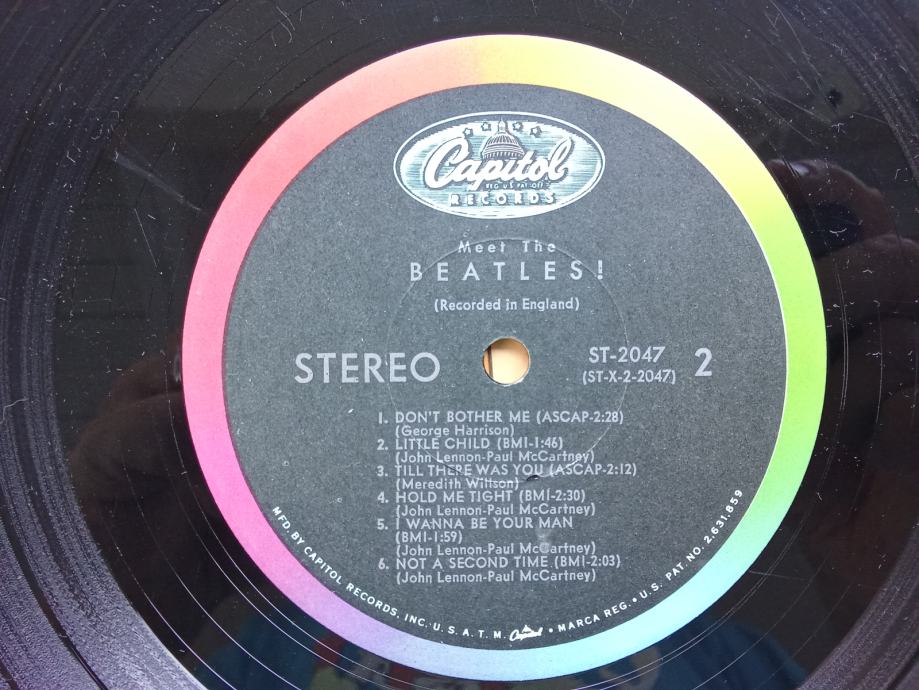 Capitol
REG. U.S. PAT. OFF.
RECORDS
Meet The
BEATLES!
(Recorded in England)
STEREO
ST-2047
(ST-X-2-2047)
2
1. DON'T BOTHER ME (ASCAP-2:28)
(George Harrison)
2. LITTLE CHILD (BMI-1:46)
(John Lennon-Paul McCartney)
3. TILL THERE WAS YOU (ASCAP-2:12)
(Meredith Willson)
4. HOLD ME TIGHT (BMI-2:30)
(John Lennon-Paul McCartney)
5. I WANNA BE YOUR MAN
(BMI-1:59)
(John Lennon-Paul McCartney)
6. NOT A SECOND TIME (BMI-2:03)
(John Lennon-Paul McCartney)
MF'D BY CAPITOL RECORDS, INC. U.S.A. T.M. Capitol • MARCA REG. • U.S. PAT. NO. 2,631,859